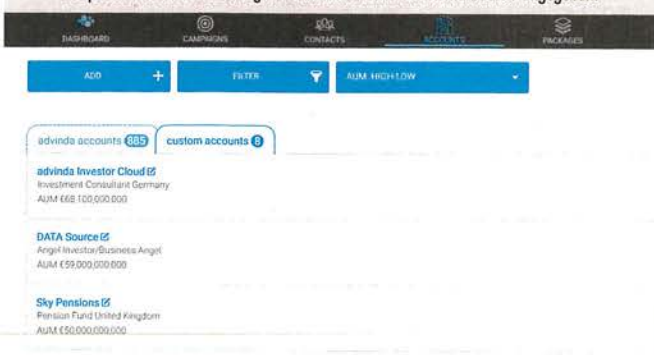 DASHBOARD
CAMPAIGNS
CONTACTS
ACCOUNTS
PACKAGES
ADD +
FILTER
AUM: HIGH-LOW
advinda accounts 885
custom accounts 8
advinda Investor Cloud
Investment Consultant Germany
AUM €68.100,000.000
DATA Source
Angel Investor/Business Angel
AUM €59,000,000.000
Sky Pensions
Pension Fund United Kingdom
AUM €50,000,000,000